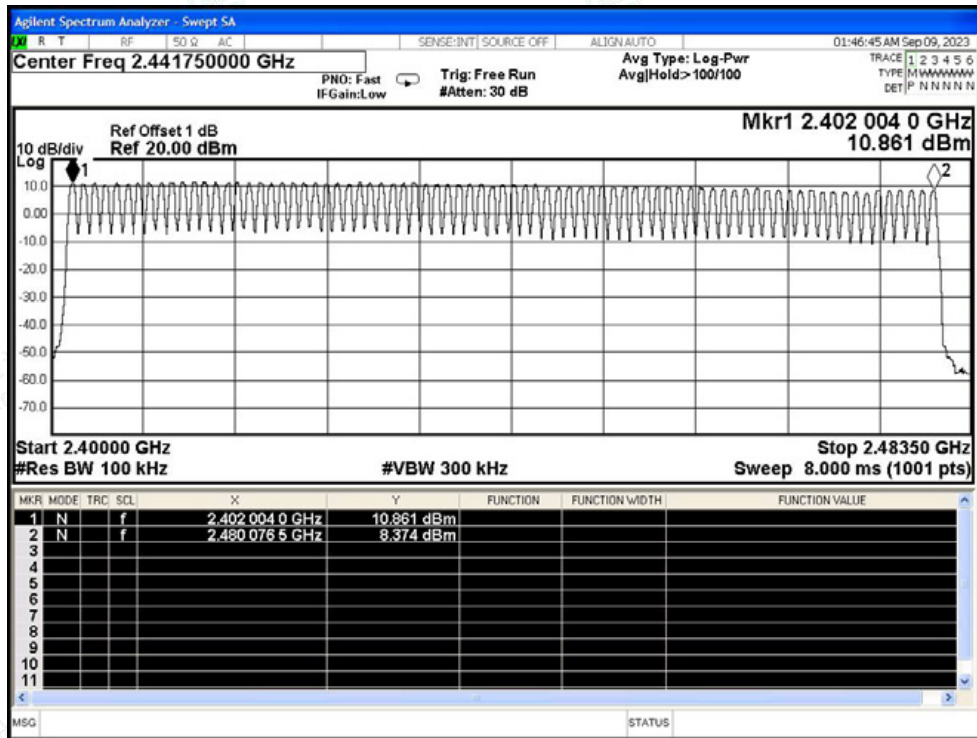 Agilent Spectrum Analyzer - Swept SA
LXI R T RF 50 Ω AC SENSE:INT SOURCE OFF ALIGNAUTO 01:46:45 AM Sep 09, 2023
Center Freq 2.441750000 GHz
PNO: Fast
IFGain:Low
Trig: Free Run
#Atten: 30 dB
Avg Type: Log-Pwr
Avg|Hold:>100/100
TRACE 1 2 3 4 5 6
TYPE MWWWWW
DET P N N N N N
Mkr1 2.402 004 0 GHz
10.861 dBm
Ref Offset 1 dB
10 dB/div Ref 20.00 dBm
Log
1
2
10.0
0.00
-10.0
-20.0
-30.0
-40.0
-50.0
-60.0
-70.0
Start 2.40000 GHz Stop 2.48350 GHz
#Res BW 100 kHz #VBW 300 kHz Sweep 8.000 ms (1001 pts)
MKR MODE TRC SCL X Y FUNCTION FUNCTION WIDTH FUNCTION VALUE
1 N f 2.402 004 0 GHz 10.861 dBm
2 N f 2.480 076 5 GHz 8.374 dBm
3
4
5
6
7
8
9
10
11
MSG STATUS